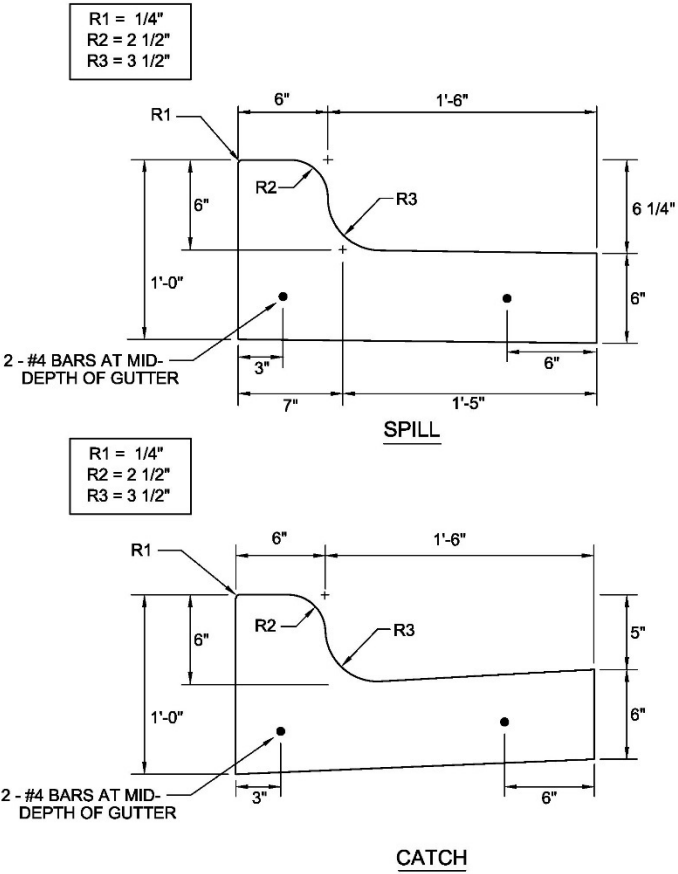 R1 = 1/4"
R2 = 2 1/2"
R3 = 3 1/2"
6"
1'-6"
R1
R2
R3
6"
6 1/4"
1'-0"
6"
2 - #4 BARS AT MID-
DEPTH OF GUTTER
3"
6"
7"
1'-5"
SPILL
R1 = 1/4"
R2 = 2 1/2"
R3 = 3 1/2"
6"
1'-6"
R1
R2
R3
6"
5"
1'-0"
6"
2 - #4 BARS AT MID-
DEPTH OF GUTTER
3"
6"
CATCH